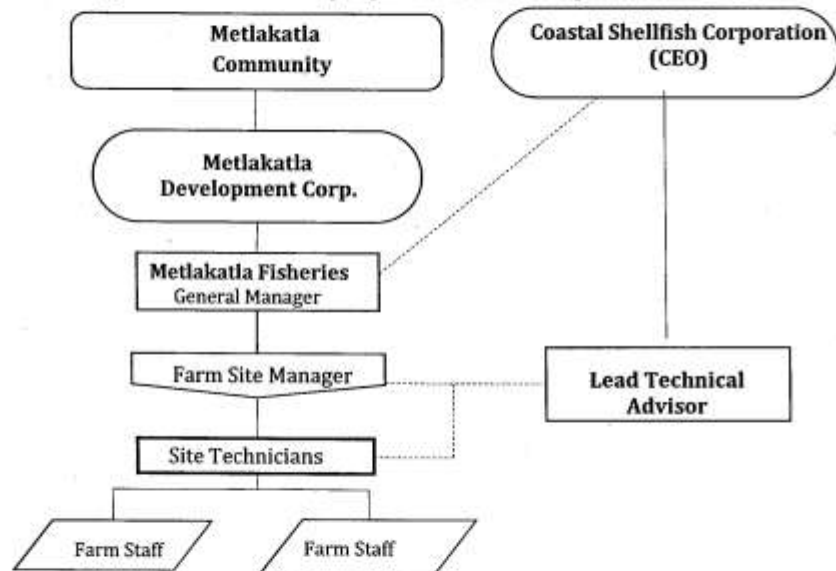 Metlakatla
Community
Coastal Shellfish Corporation
(CEO)
Metlakatla
Development Corp.
Metlakatla Fisheries
General Manager
Farm Site Manager
Lead Technical
Advisor
Site Technicians
Farm Staff
Farm Staff